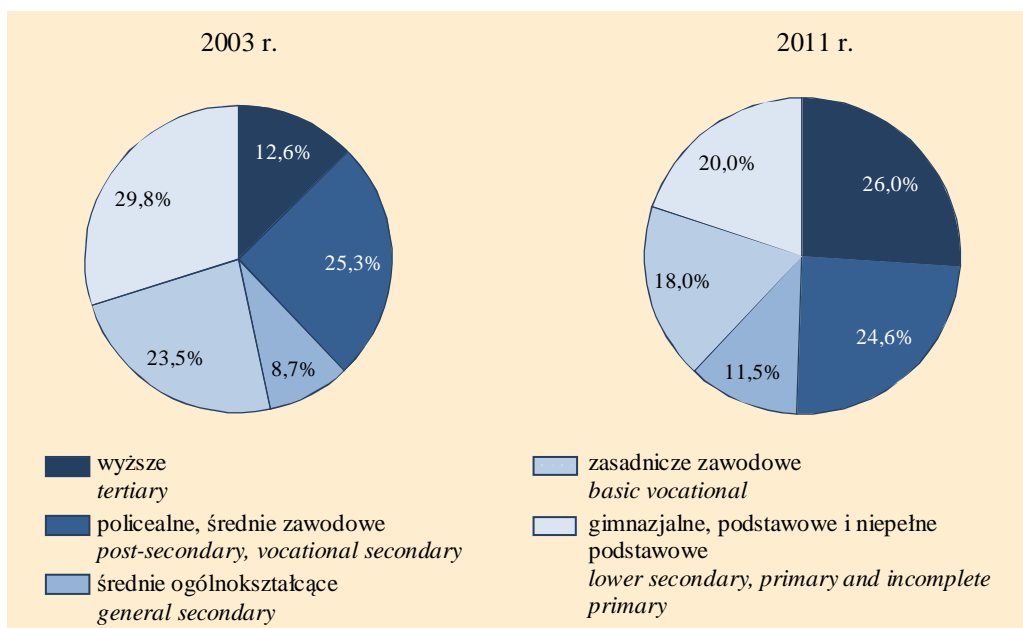 2003 r.
2011 r.
12,6%
25,3%
8,7%
23,5%
29,8%
26,0%
24,6%
11,5%
18,0%
20,0%
wyższe
tertiary
policealne, średnie zawodowe
post-secondary, vocational secondary
średnie ogólnokształcące
general secondary
zasadnicze zawodowe
basic vocational
gimnazjalne, podstawowe i niepełne
podstawowe
lower secondary, primary and incomplete
primary